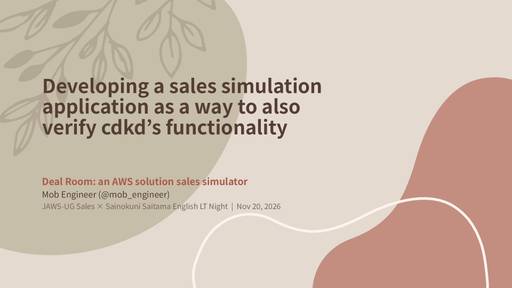 Developing a sales simulation
application as a way to also
verify cdkd’s functionality
Deal Room: an AWS solution sales simulator
Mob Engineer (@mob_engineer)
JAWS-UG Sales × Sainokuni Saitama English LT Night | Nov 20, 2026